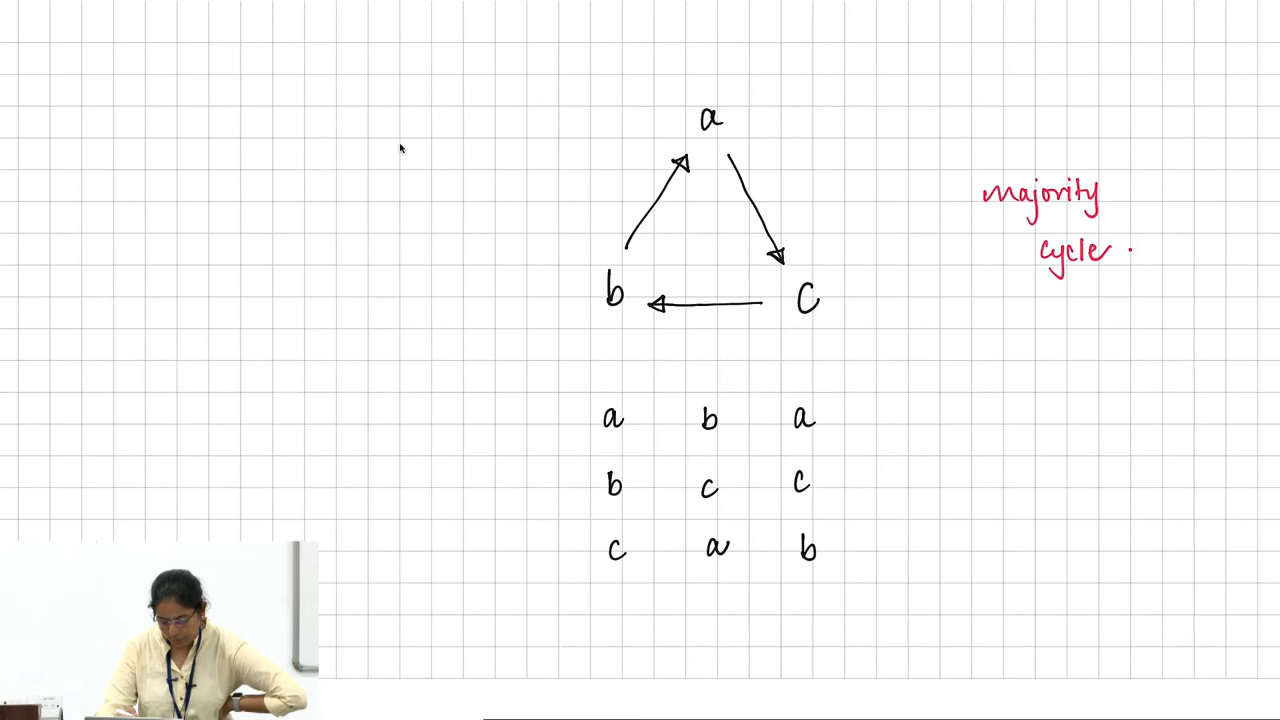 a
majority
cycle .
b c
a b a
b c c
c a b